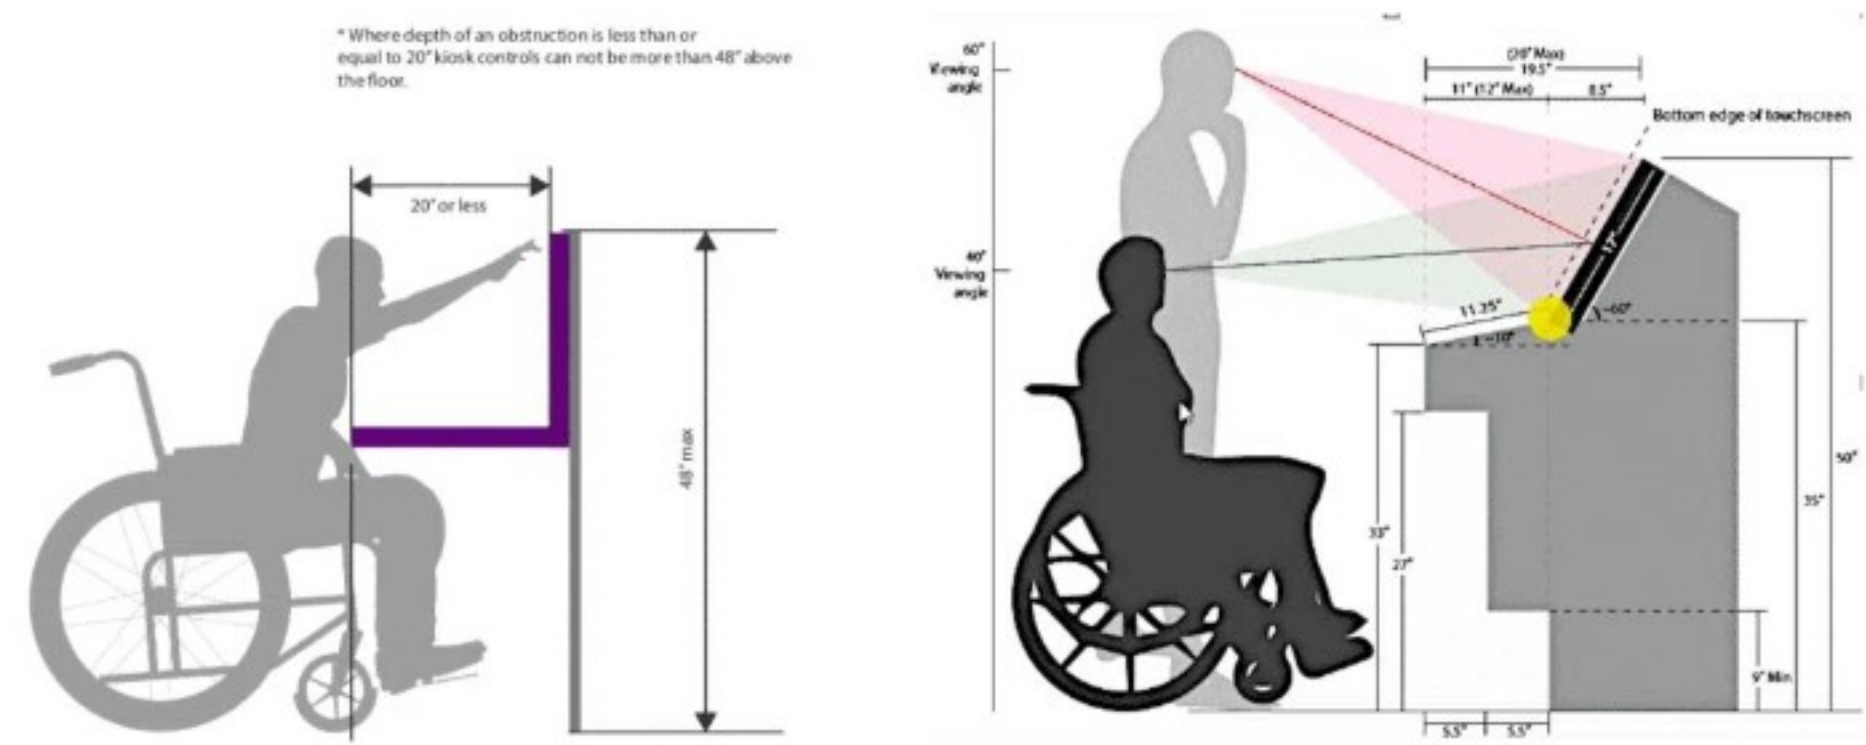 * Where depth of an obstruction is less than or
equal to 20" kiosk controls can not be more than 48" above
the floor.
20" or less
48" max
60"
Viewing
angle
40"
Viewing
angle
(20" Max)
19.5"
11" (12" Max)
8.5"
Bottom edge of touchscreen
17"
11.25"
~10"
~60°
33"
27"
50"
35"
9" Min
5.5"
5.5"